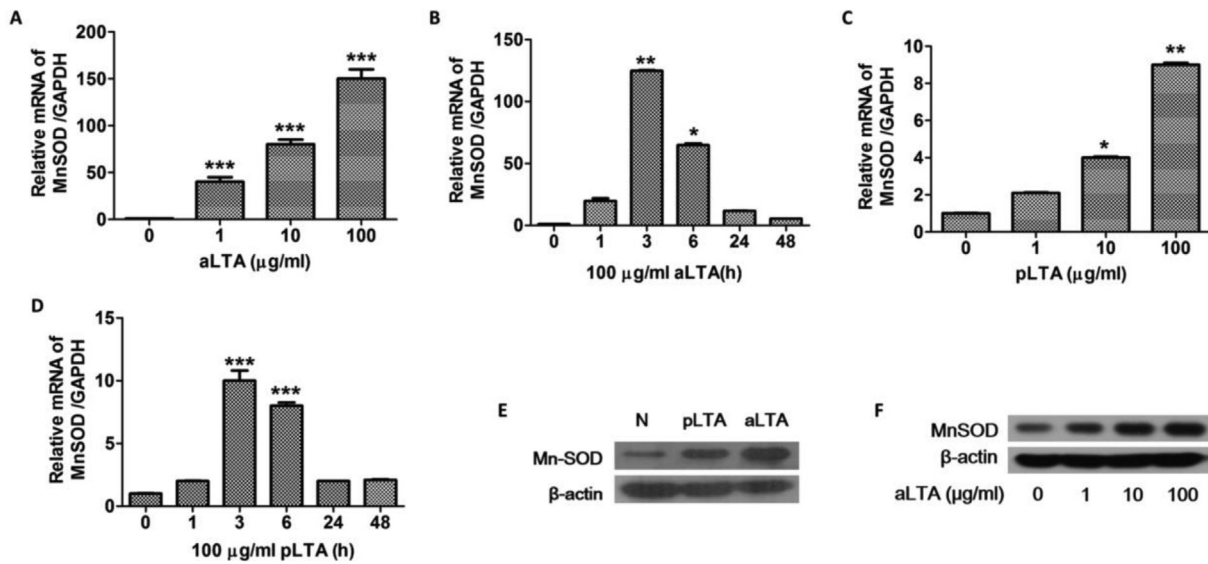 A
Relative mRNA of
MnSOD /GAPDH
200
150
100
50
0
***
***
***
0 1 10 100
aLTA (μg/ml)
B
Relative mRNA of
MnSOD /GAPDH
150
100
50
0
**
*
0 1 3 6 24 48
100 μg/ml aLTA(h)
C
Relative mRNA of
MnSOD /GAPDH
10
8
6
4
2
0
*
**
0 1 10 100
pLTA (μg/ml)
D
Relative mRNA of
MnSOD /GAPDH
15
10
5
0
***
***
0 1 3 6 24 48
100 μg/ml pLTA (h)
E
N pLTA aLTA
Mn-SOD
β-actin
F
MnSOD
β-actin
aLTA (μg/ml) 0 1 10 100